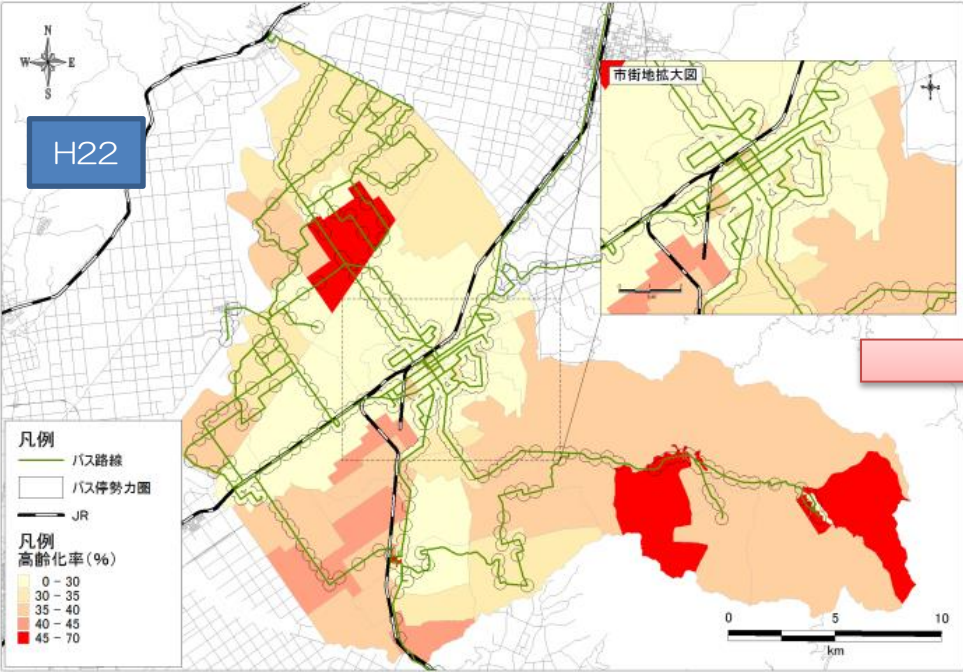 N
W E
S
H22
市街地拡大図
凡例
バス路線
バス停勢力圏
JR
凡例
高齢化率(%)
0 - 30
30 - 35
35 - 40
40 - 45
45 - 70
0 5 10
km